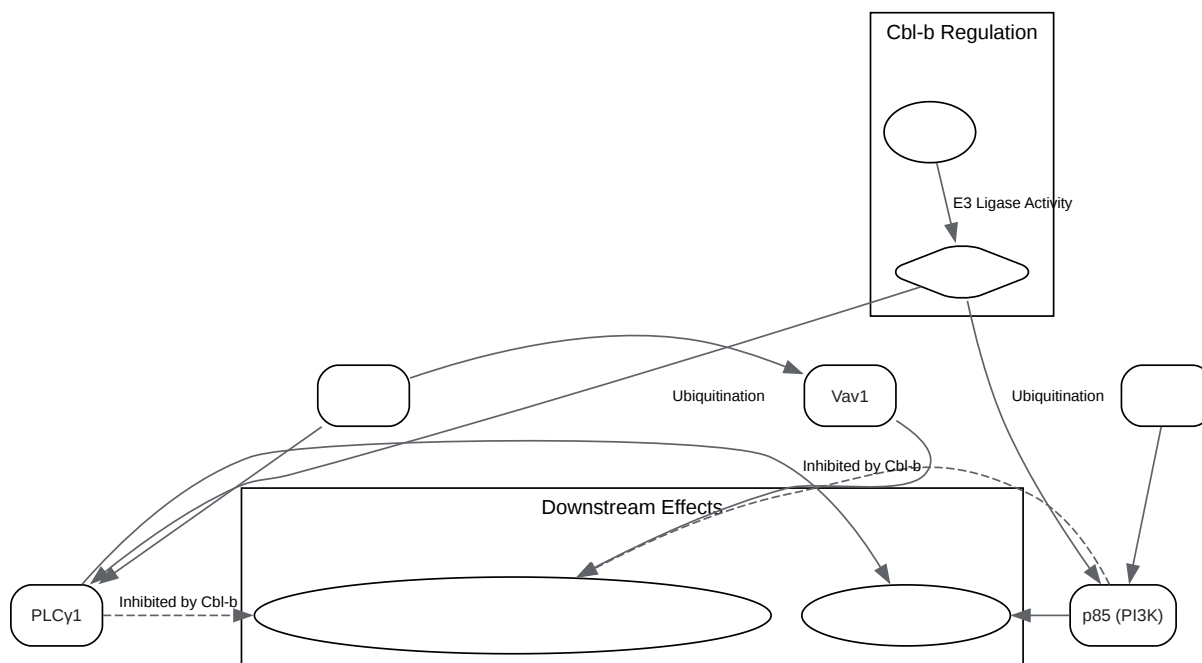 Cbl-b Regulation
E3 Ligase Activity
Ubiquitination
Vav1
Ubiquitination
Inhibited by Cbl-b
Downstream Effects
PLCγ1
Inhibited by Cbl-b
p85 (PI3K)